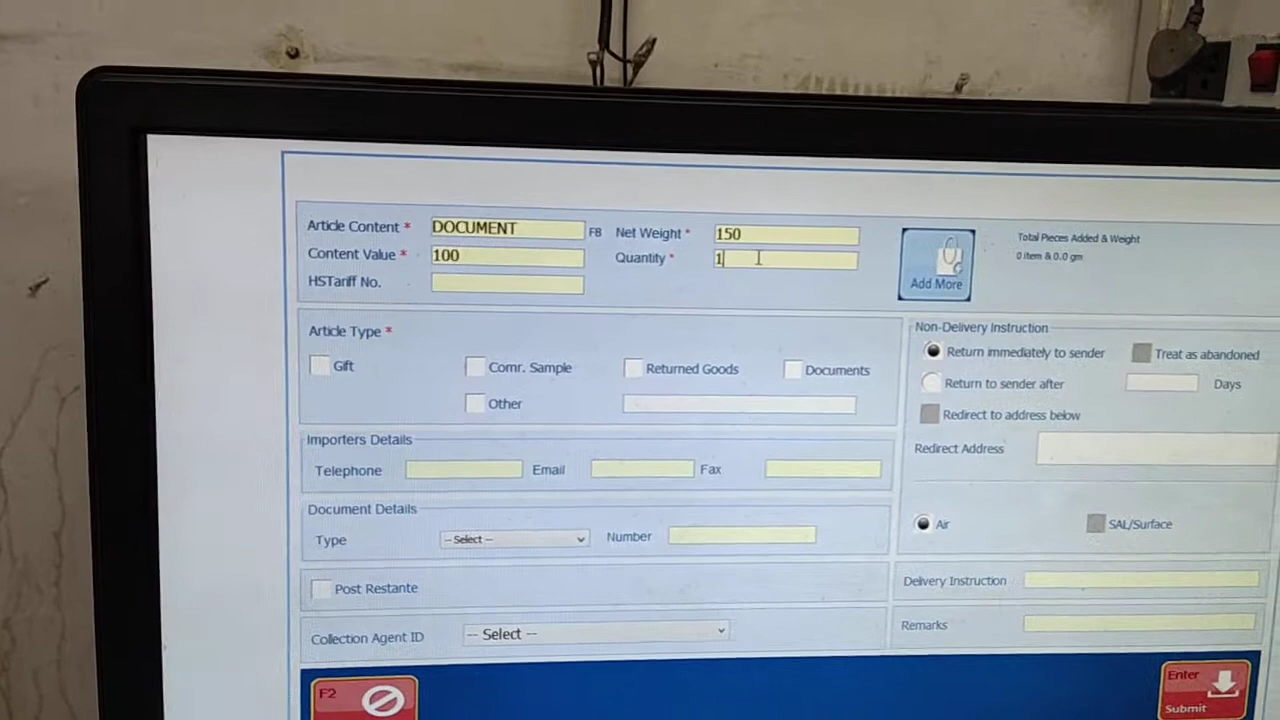 Article Content * DOCUMENT F8 Net Weight * 150
Content Value * 100 Quantity * 1
HSTariff No.
Add More
Total Pieces Added & Weight
0 item & 0.0 gm
Article Type *
Gift Comr. Sample Returned Goods Documents
Other
Non-Delivery Instruction
Return immediately to sender Treat as abandoned
Return to sender after Days
Redirect to address below
Redirect Address
Importers Details
Telephone Email Fax
Document Details
Type -- Select -- Number
Air SAL/Surface
Post Restante
Delivery Instruction
Collection Agent ID -- Select --
Remarks
F2
Enter
Submit